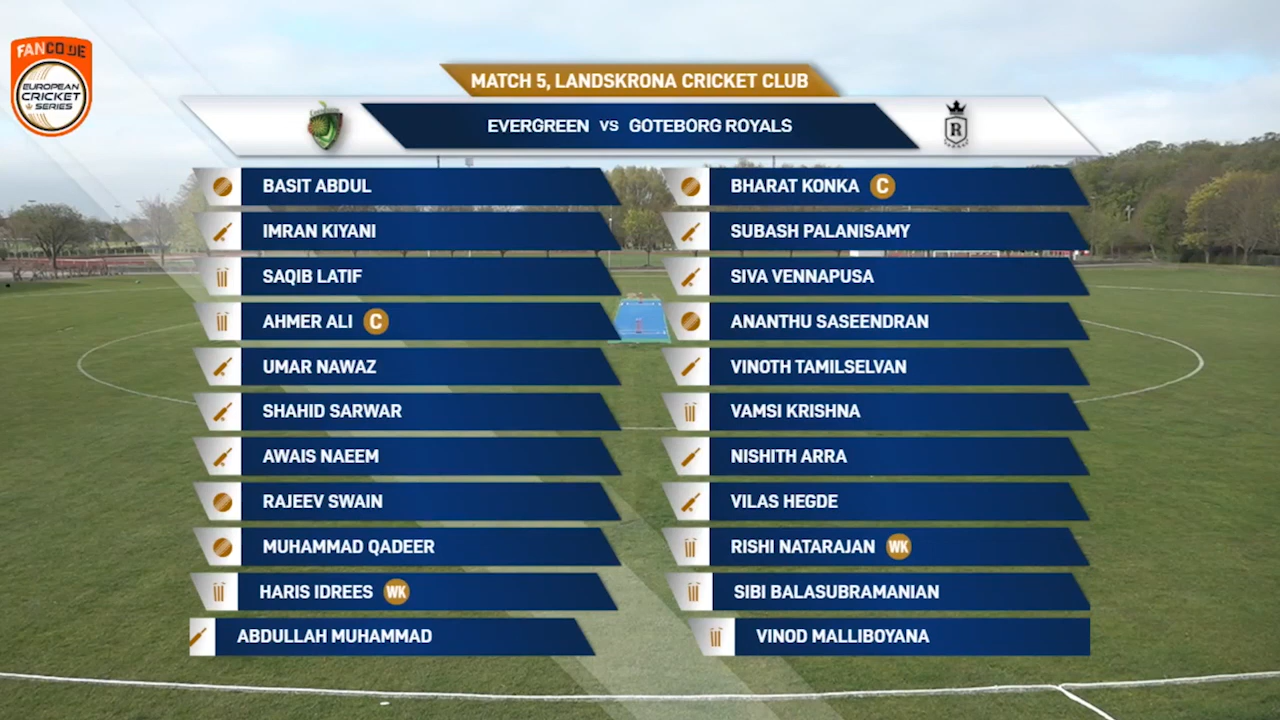 FANCODE
EUROPEAN
CRICKET
SERIES
MATCH 5, LANDSKRONA CRICKET CLUB
EVERGREEN VS GOTEBORG ROYALS
R
BASIT ABDUL
IMRAN KIYANI
SAQIB LATIF
AHMER ALI C
UMAR NAWAZ
SHAHID SARWAR
AWAIS NAEEM
RAJEEV SWAIN
MUHAMMAD QADEER
HARIS IDREES WK
ABDULLAH MUHAMMAD
BHARAT KONKA C
SUBASH PALANISAMY
SIVA VENNAPUSA
ANANTHU SASEENDRAN
VINOTH TAMILSELVAN
VAMSI KRISHNA
NISHITH ARRA
VILAS HEGDE
RISHI NATARAJAN WK
SIBI BALASUBRAMANIAN
VINOD MALLIBOYANA